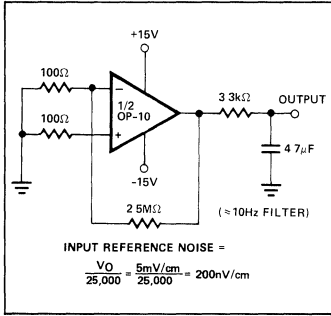 +15V
100Ω
100Ω
−
+
1/2
OP-10
3 3kΩ
OUTPUT
4 7μF
-15V
2 5MΩ
(≈10Hz FILTER)
INPUT REFERENCE NOISE =
VO/25,000 = 5mV/cm/25,000 = 200nV/cm